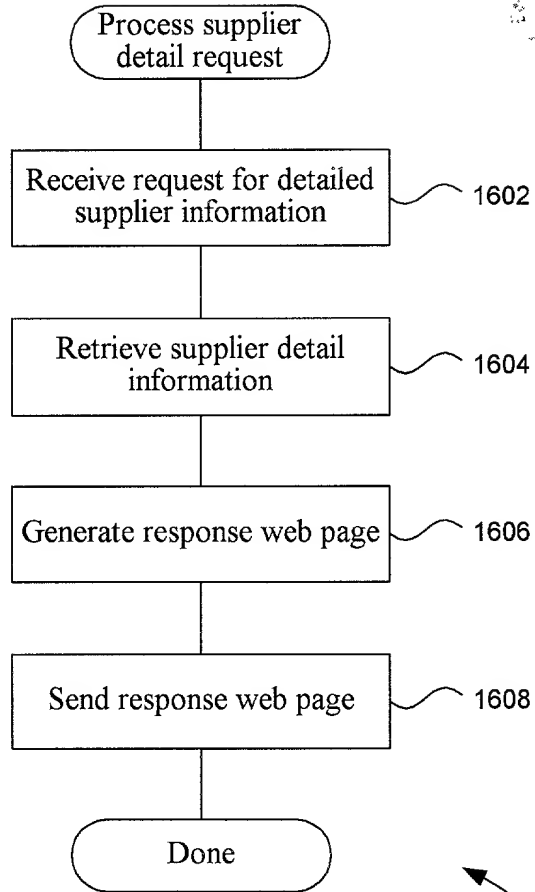 Process supplier
detail request
Receive request for detailed
supplier information
1602
Retrieve supplier detail
information
1604
Generate response web page
1606
Send response web page
1608
Done